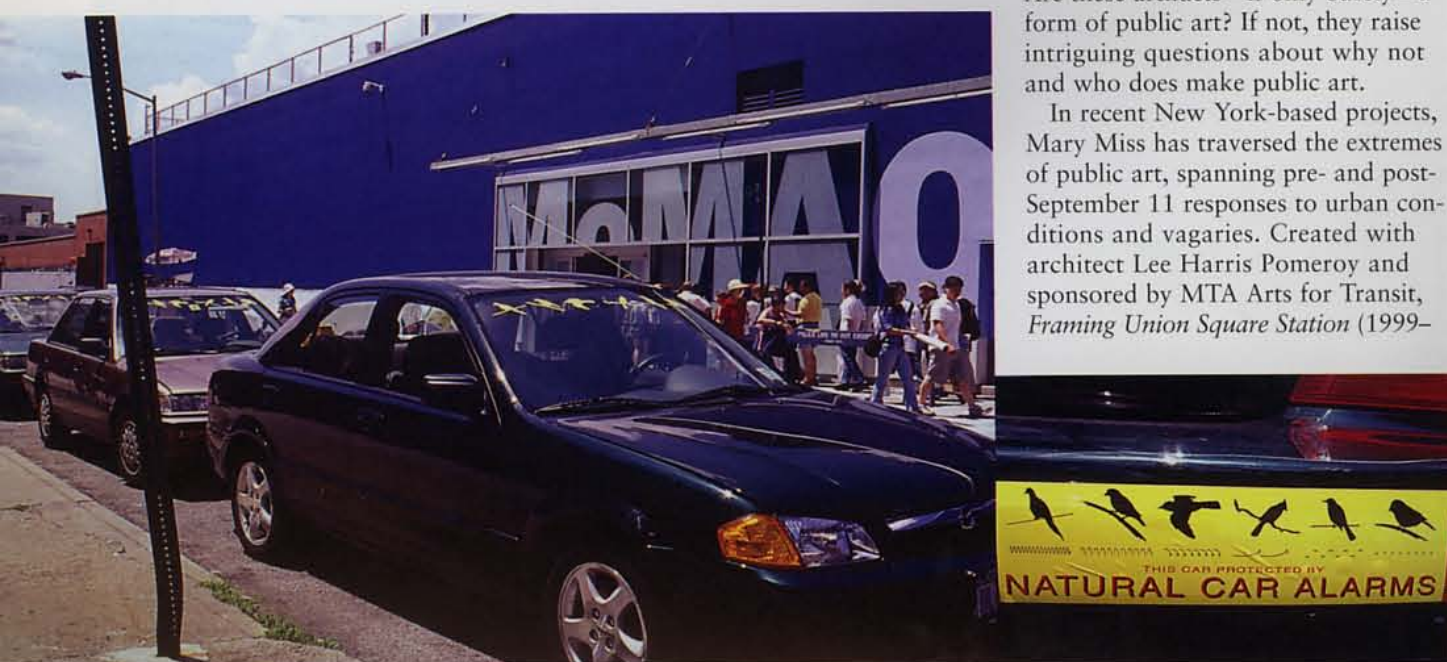 form of public art? If not, they raise
intriguing questions about why not
and who does make public art.
In recent New York-based projects,
Mary Miss has traversed the extremes
of public art, spanning pre- and post-
September 11 responses to urban con-
ditions and vagaries. Created with
architect Lee Harris Pomeroy and
sponsored by MTA Arts for Transit,
Framing Union Square Station (1999–
MoMA
THIS CAR PROTECTED BY
NATURAL CAR ALARMS